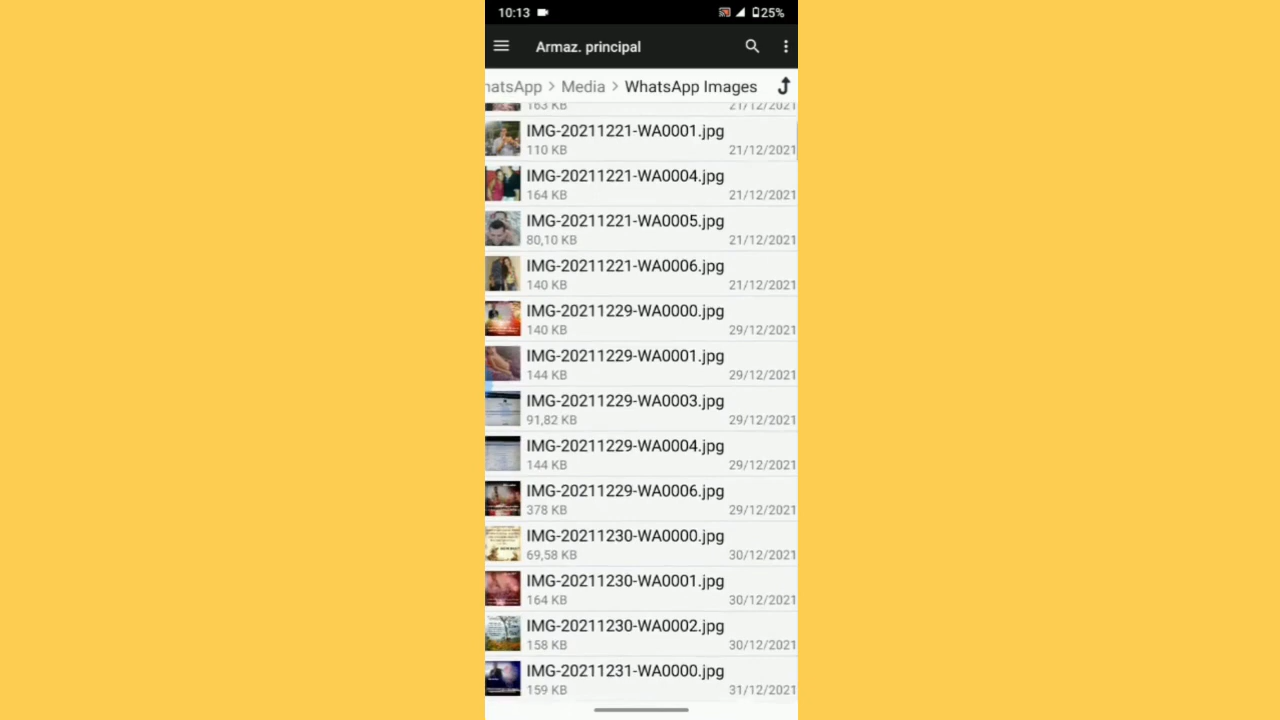 10:13 25%
Armaz. principal
hatsApp > Media > WhatsApp Images
163 KB 21/12/2021
IMG-20211221-WA0001.jpg
110 KB 21/12/2021
IMG-20211221-WA0004.jpg
164 KB 21/12/2021
IMG-20211221-WA0005.jpg
80,10 KB 21/12/2021
IMG-20211221-WA0006.jpg
140 KB 21/12/2021
IMG-20211229-WA0000.jpg
140 KB 29/12/2021
IMG-20211229-WA0001.jpg
144 KB 29/12/2021
IMG-20211229-WA0003.jpg
91,82 KB 29/12/2021
IMG-20211229-WA0004.jpg
144 KB 29/12/2021
IMG-20211229-WA0006.jpg
378 KB 29/12/2021
IMG-20211230-WA0000.jpg
69,58 KB 30/12/2021
IMG-20211230-WA0001.jpg
164 KB 30/12/2021
IMG-20211230-WA0002.jpg
158 KB 30/12/2021
IMG-20211231-WA0000.jpg
159 KB 31/12/2021